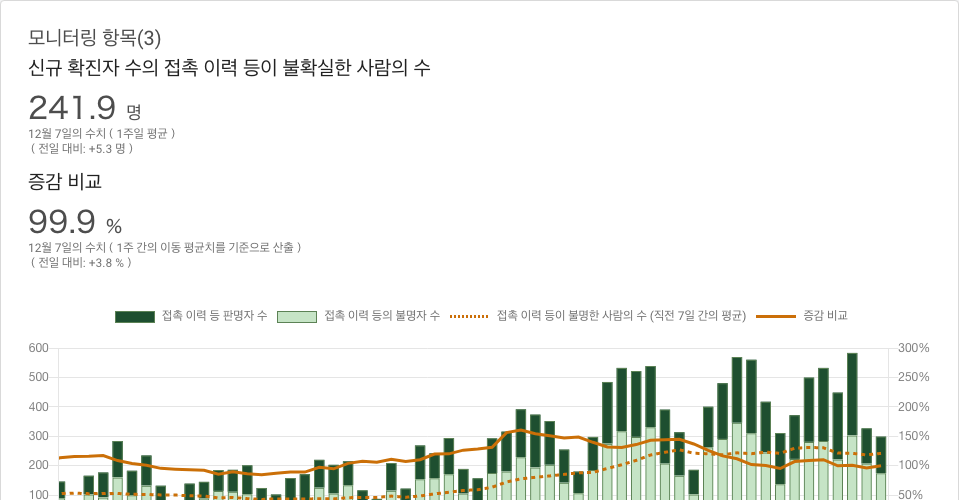 모니터링 항목(3)
신규 확진자 수의 접촉 이력 등이 불확실한 사람의 수
241.9 명
12월 7일의 수치 ( 1주일 평균 )
( 전일 대비: +5.3 명 )
증감 비교
99.9 %
12월 7일의 수치 ( 1주 간의 이동 평균치를 기준으로 산출 )
( 전일 대비: +3.8 % )
접촉 이력 등 판명자 수 접촉 이력 등의 불명자 수 접촉 이력 등이 불명한 사람의 수 (직전 7일 간의 평균) 증감 비교
600 300%
500 250%
400 200%
300 150%
200 100%
100 50%